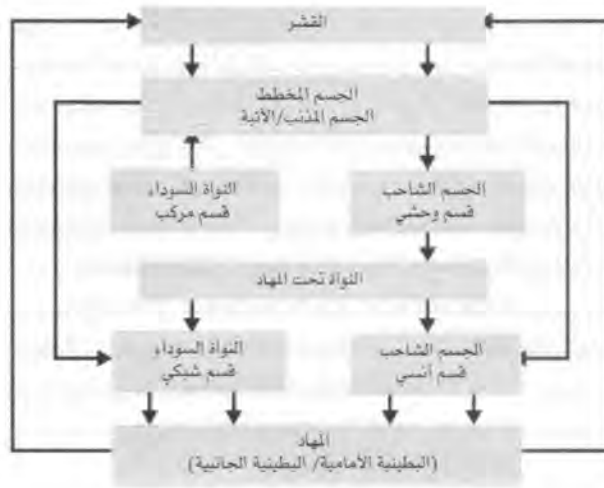 القشر
الجسم المخطط
الجسم المذنب/الآتبة
النواة السوداء
قسم مركب
الجسم الشاحب
قسم وحشي
النواة تحت المهاد
النواة السوداء
قسم شبكي
الجسم الشاحب
قسم أنسي
المهاد
(البطينية الأمامية/ البطينية الجانبية)